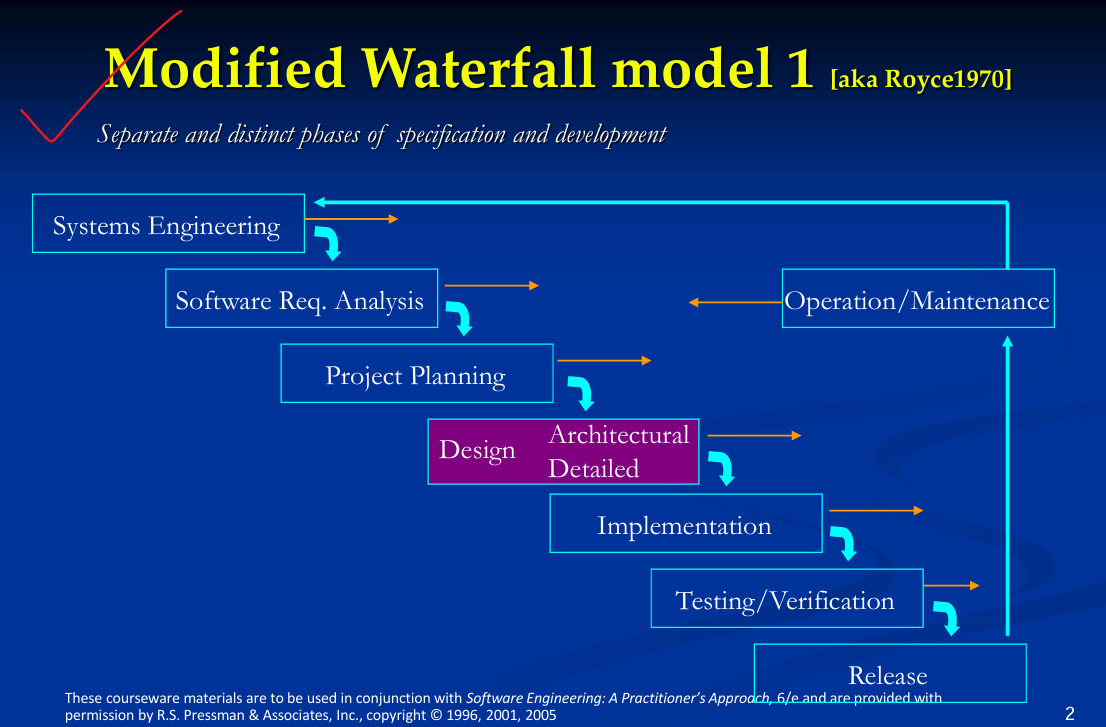 Modified Waterfall model 1 [aka Royce1970]
Separate and distinct phases of specification and development
Systems Engineering
Software Req. Analysis
Operation/Maintenance
Project Planning
Design
Architectural
Detailed
Implementation
Testing/Verification
Release
These courseware materials are to be used in conjunction with Software Engineering: A Practitioner's Approach, 6/e and are provided with
permission by R.S. Pressman & Associates, Inc., copyright © 1996, 2001, 2005
2